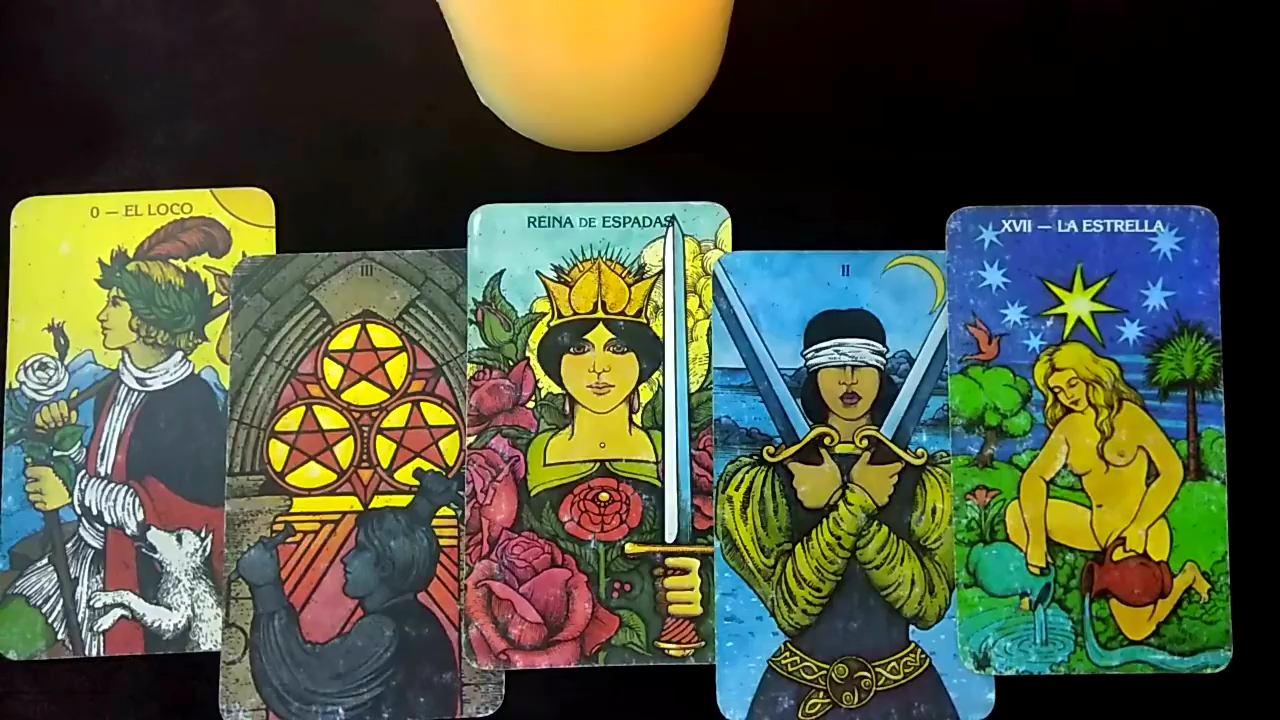 0 — EL LOCO
III
REINA DE ESPADAS
II
XVII — LA ESTRELLA